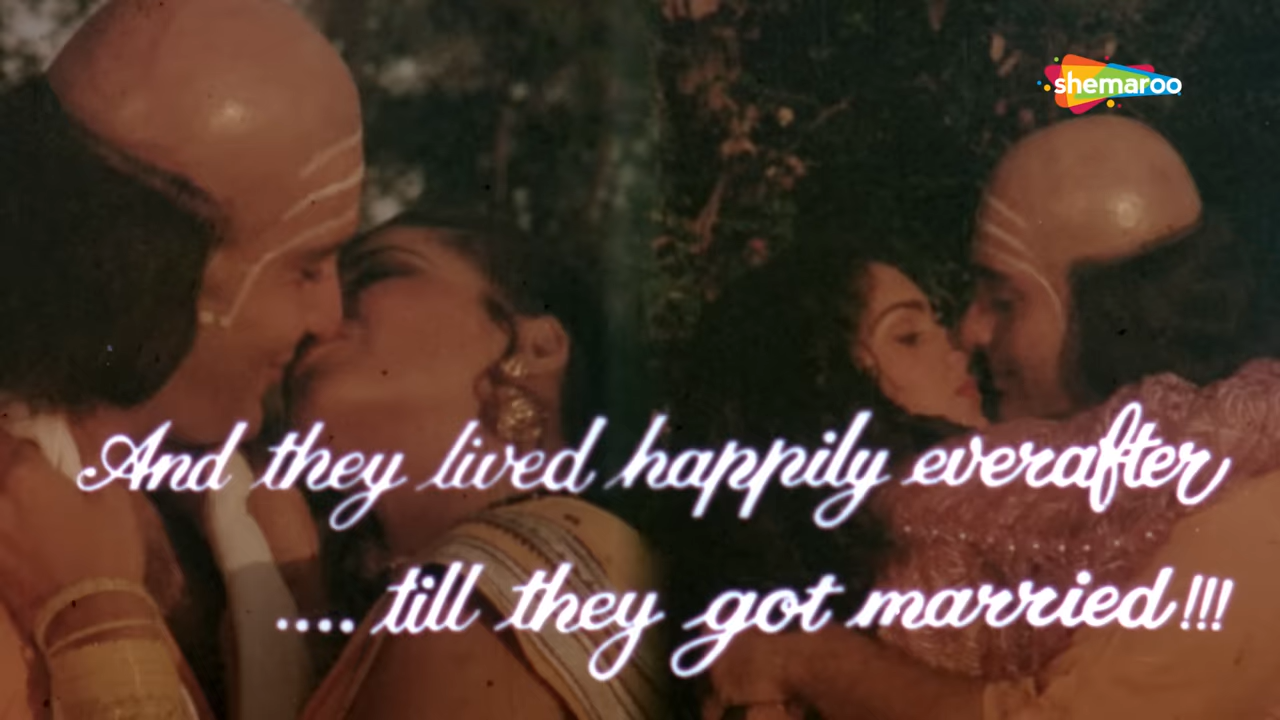 shemaroo
And they lived happily everafter
.... till they got married!!!